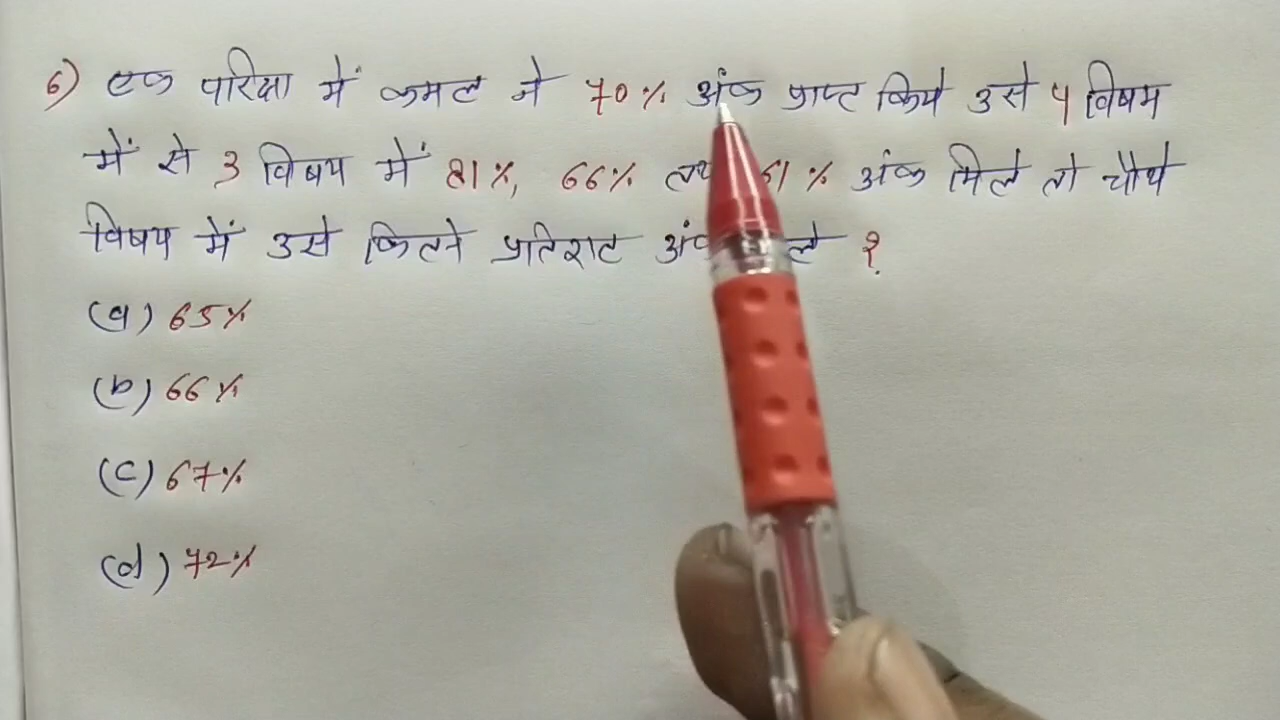 6) एक परिक्षा में कमल ने 70% अंक प्राप्त किये उसे 4 विषय
में से 3 विषय में 81%, 66% 61% अंक मिले तो चौथे
विषय में उसे कितने प्रतिशत ?
(a) 65%
(b) 66%
(c) 67%
(d) 72%